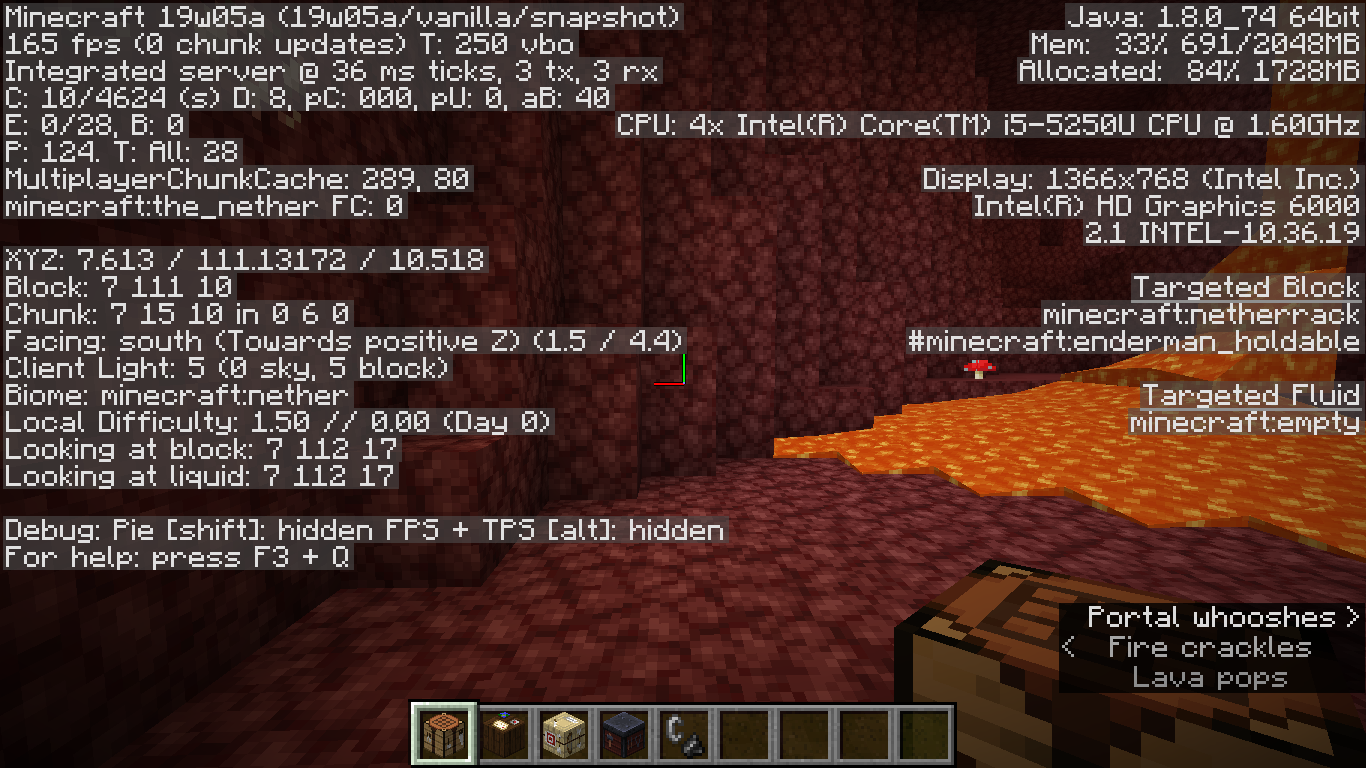 Minecraft 19w05a (19w05a/vanilla/snapshot)
165 fps (0 chunk updates) T: 250 vbo
Integrated server @ 36 ms ticks, 3 tx, 3 rx
C: 10/4624 (s) D: 8, pC: 000, pU: 0, aB: 40
E: 0/28, B: 0
P: 124. T: All: 28
MultiplayerChunkCache: 289, 80
minecraft:the_nether FC: 0
XYZ: 7.613 / 111.13172 / 10.518
Block: 7 111 10
Chunk: 7 15 10 in 0 6 0
Facing: south (Towards positive Z) (1.5 / 4.4)
Client Light: 5 (0 sky, 5 block)
Biome: minecraft:nether
Local Difficulty: 1.50 // 0.00 (Day 0)
Looking at block: 7 112 17
Looking at liquid: 7 112 17
Debug: Pie [shift]: hidden FPS + TPS [alt]: hidden
For help: press F3 + Q
Java: 1.8.0_74 64bit
Mem: 33% 691/2048MB
Allocated: 84% 1728MB
CPU: 4x Intel(R) Core(TM) i5-5250U CPU @ 1.60GHz
Display: 1366x768 (Intel Inc.)
Intel(R) HD Graphics 6000
2.1 INTEL-10.36.19
Targeted Block
minecraft:netherrack
#minecraft:enderman_holdable
Targeted Fluid
minecraft:empty
Portal whooshes >
< Fire crackles
Lava pops